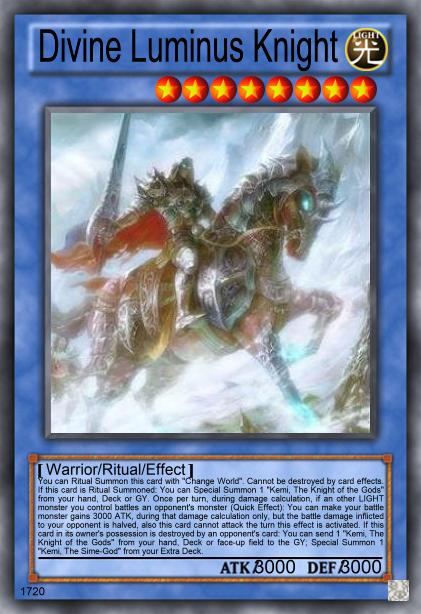 Divine Luminus Knight
LIGHT
光
[ Warrior/Ritual/Effect ]
You can Ritual Summon this card with "Change World". Cannot be destroyed by card effects.
If this card is Ritual Summoned: You can Special Summon 1 "Kemi, The Knight of the Gods"
from your hand, Deck or GY. Once per turn, during damage calculation, if an other LIGHT
monster you control battles an opponent's monster (Quick Effect): You can make your battle
monster gains 3000 ATK, during that damage calculation only, but the battle damage inflicted
to your opponent is halved, also this card cannot attack the turn this effect is activated. If this
card in its owner's possession is destroyed by an opponent's card: You can send 1 "Kemi, The
Knight of the Gods" from your hand, Deck or face-up field to the GY; Special Summon 1
"Kemi, The Sime-God" from your Extra Deck.
ATK/3000 DEF/3000
1720